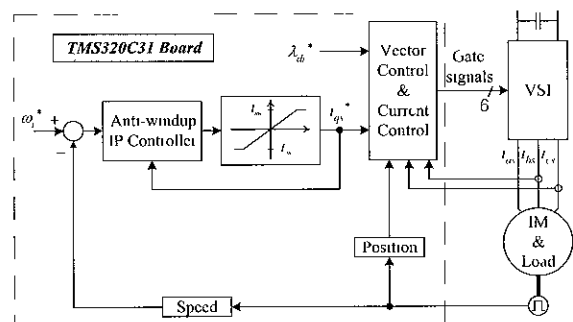 TMS320C31 Board
λdr*
Vector
Control
&
Current
Control
Gate
signals
6
VSI
ωr*
+
−
Anti-windup
IP Controller
iqs*
ias ibs ics
IM
&
Load
Position
Speed